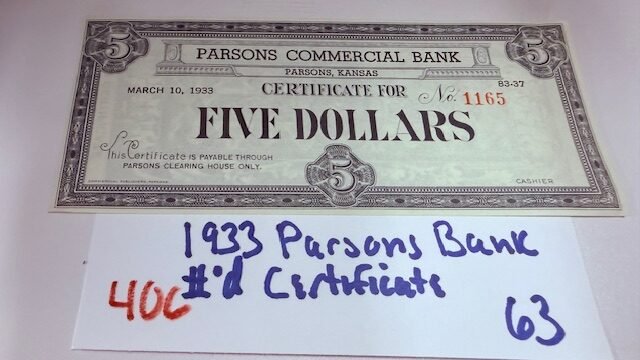 5 5
PARSONS COMMERCIAL BANK
PARSONS, KANSAS
MARCH 10, 1933 CERTIFICATE FOR No. 1165 83-37
FIVE DOLLARS
This Certificate IS PAYABLE THROUGH
PARSONS CLEARING HOUSE ONLY.
5
CASHIER
1933 Parsons Bank
#'d Certificate
406 63